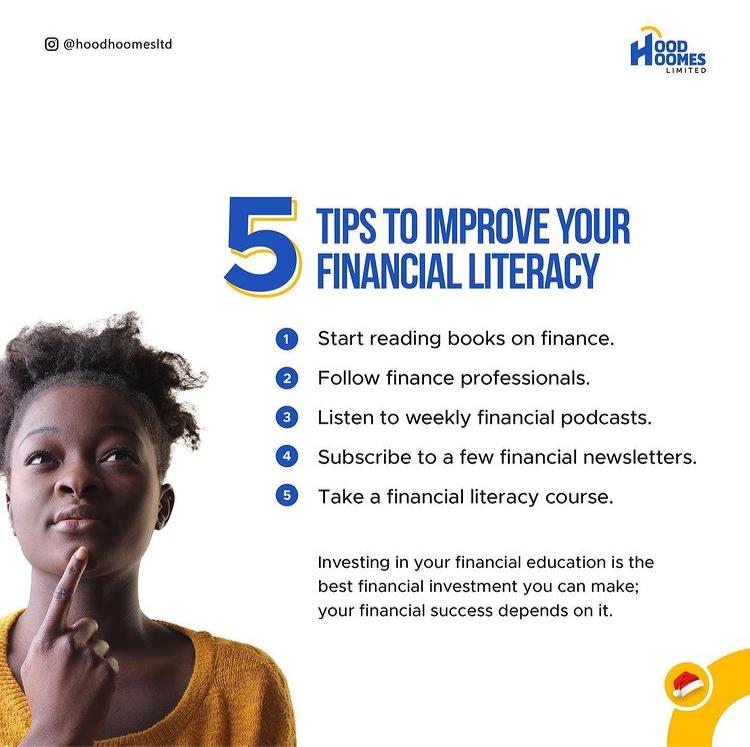 @hoodhoomesltd
HOOD
HOOMES
LIMITED
5
TIPS TO IMPROVE YOUR
FINANCIAL LITERACY
1 Start reading books on finance.
2 Follow finance professionals.
3 Listen to weekly financial podcasts.
4 Subscribe to a few financial newsletters.
5 Take a financial literacy course.
Investing in your financial education is the
best financial investment you can make;
your financial success depends on it.